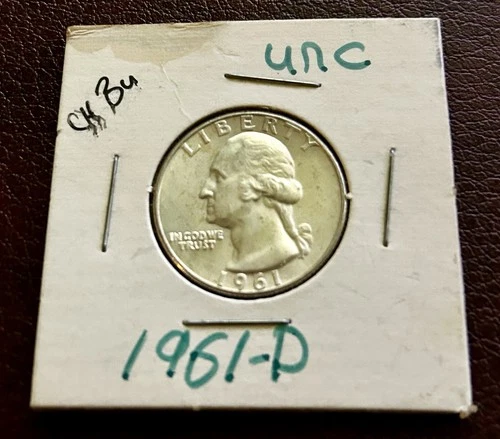 unc
CH BU
LIBERTY
IN GOD WE
TRUST
1961
1961-D